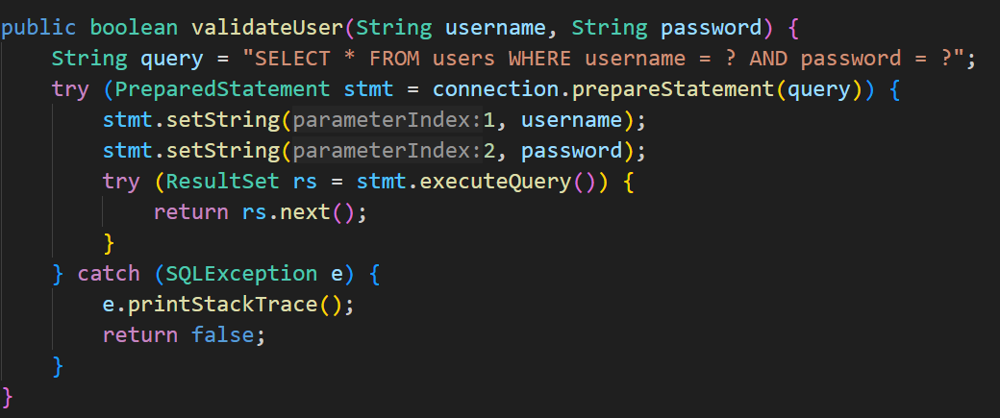 public boolean validateUser(String username, String password) {
    String query = "SELECT * FROM users WHERE username = ? AND password = ?";
    try (PreparedStatement stmt = connection.prepareStatement(query)) {
        stmt.setString(parameterIndex:1, username);
        stmt.setString(parameterIndex:2, password);
        try (ResultSet rs = stmt.executeQuery()) {
            return rs.next();
        }
    } catch (SQLException e) {
        e.printStackTrace();
        return false;
    }
}